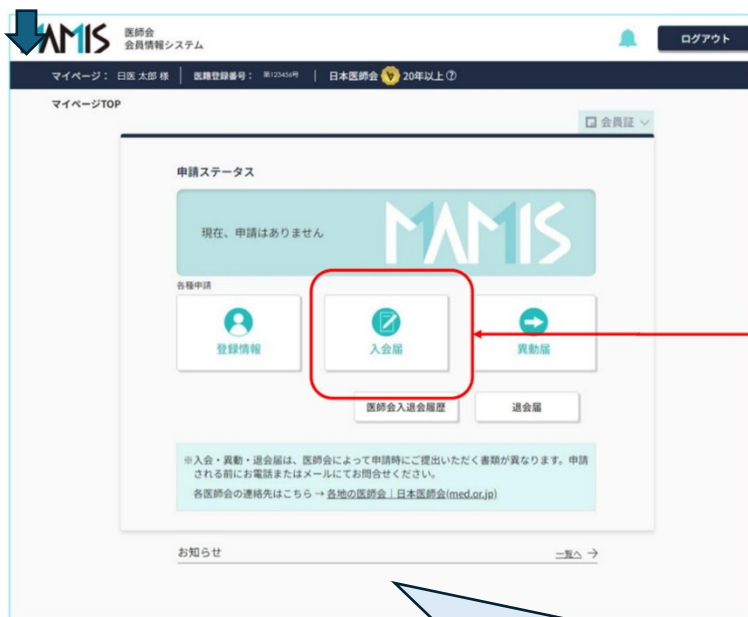 MAMIS 医師会
会員情報システム
ログアウト
マイページ： 日医 太郎 様 | 医籍登録番号： 第123456号 | 日本医師会 20年以上 ?
マイページTOP
会員証
申請ステータス
現在、申請はありません
MAMIS
各種申請
登録情報
入会届
異動届
医師会入退会履歴
退会届
※入会・異動・退会届は、医師会によって申請時にご提出いただく書類が異なります。申請
される前にお電話またはメールにてお問合せください。
各医師会の連絡先はこちら → 各地の医師会｜日本医師会(med.or.jp)
お知らせ
一覧へ →